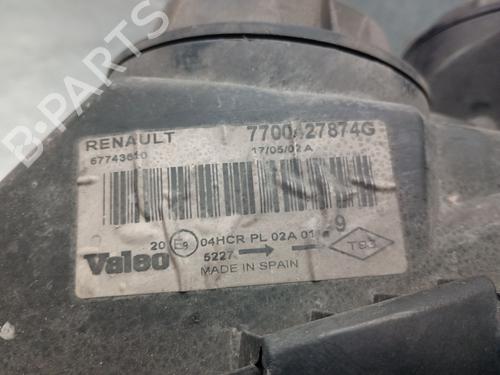 B-PARTS
RENAULT 7700427874G
67743810 17/05/02 A
20 E9 04HCR PL 02A 01 9
Valeo 5227 T93
MADE IN SPAIN